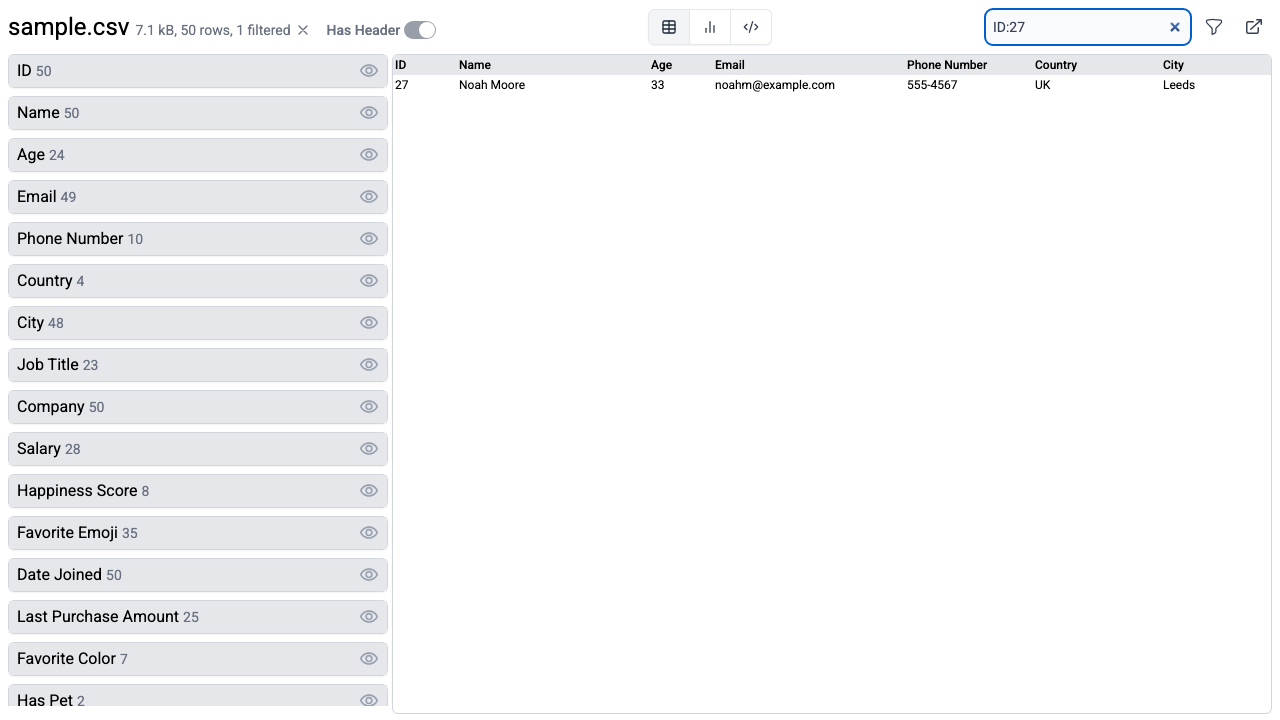 sample.csv 7.1 kB, 50 rows, 1 filtered Has Header ID:27
ID 50
Name 50
Age 24
Email 49
Phone Number 10
Country 4
City 48
Job Title 23
Company 50
Salary 28
Happiness Score 8
Favorite Emoji 35
Date Joined 50
Last Purchase Amount 25
Favorite Color 7
Has Pet 2
ID Name Age Email Phone Number Country City
27 Noah Moore 33 noahm@example.com 555-4567 UK Leeds